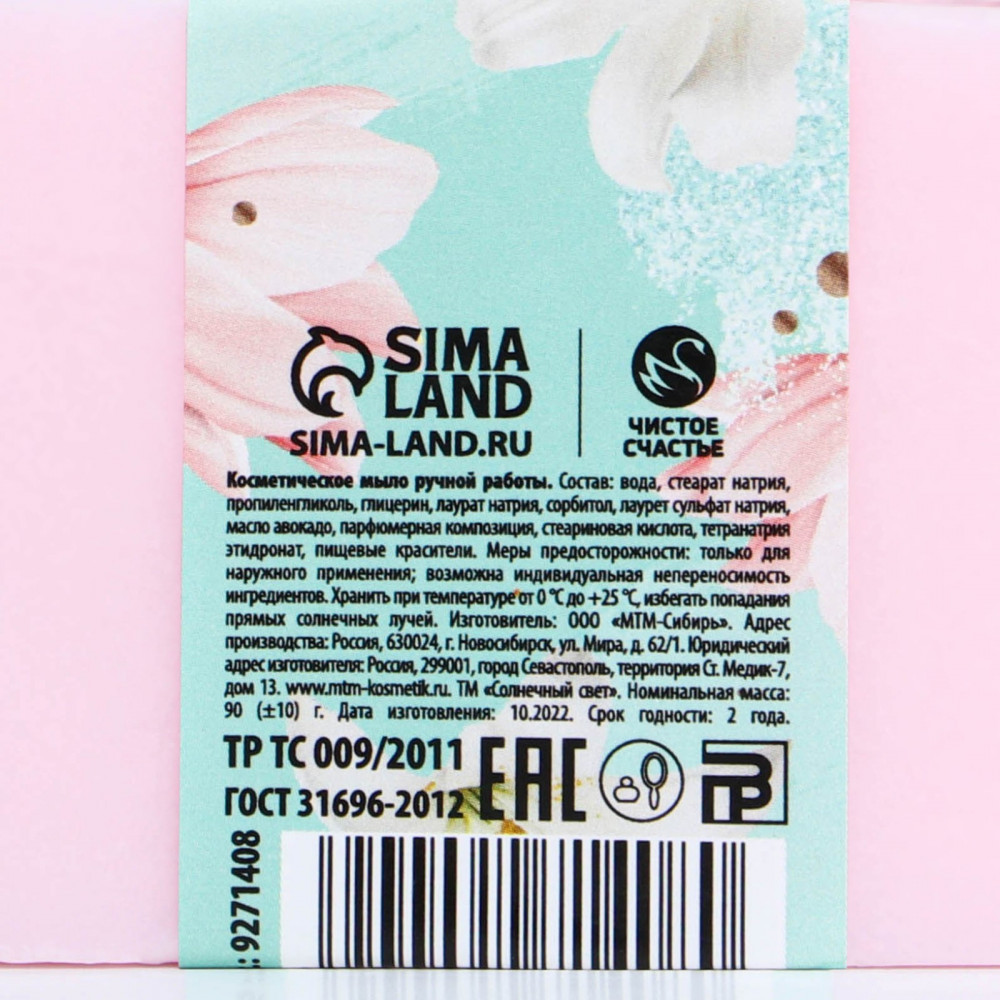 SIMA
LAND
SIMA-LAND.RU
ЧИСТОЕ
СЧАСТЬЕ
Косметическое мыло ручной работы. Состав: вода, стеарат натрия,
пропиленгликоль, глицерин, лаурат натрия, сорбитол, лаурет сульфат натрия,
масло авокадо, парфюмерная композиция, стеариновая кислота, тетранатрия
этидронат, пищевые красители. Меры предосторожности: только для
наружного применения; возможна индивидуальная непереносимость
ингредиентов. Хранить при температуре от 0 °C до +25 °C, избегать попадания
прямых солнечных лучей. Изготовитель: ООО «МТМ-Сибирь». Адрес
производства: Россия, 630024, г. Новосибирск, ул. Мира, д. 62/1. Юридический
адрес изготовителя: Россия, 299001, город Севастополь, территория Ст. Медик-7,
дом 13. www.mtm-kosmetik.ru. ТМ «Солнечный свет». Номинальная масса:
90 (±10) г. Дата изготовления: 10.2022. Срок годности: 2 года.
ТР ТС 009/2011
ГОСТ 31696-2012
EAC
: 9271408